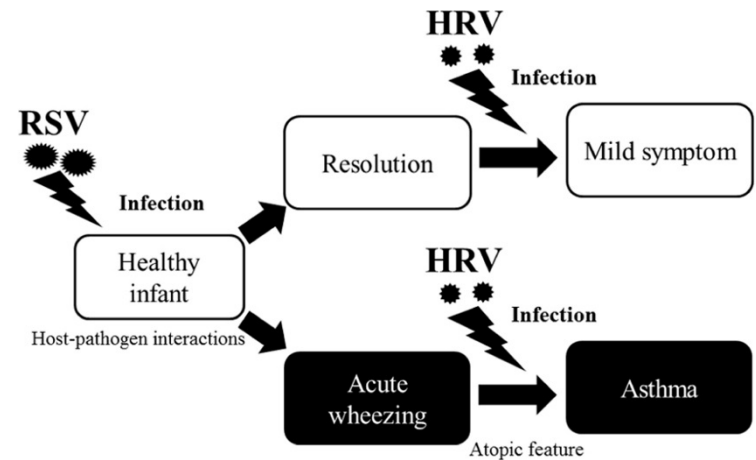 RSV
Infection
Healthy
infant
Host-pathogen interactions
Resolution
HRV
Infection
Mild symptom
Acute
wheezing
HRV
Infection
Atopic feature
Asthma